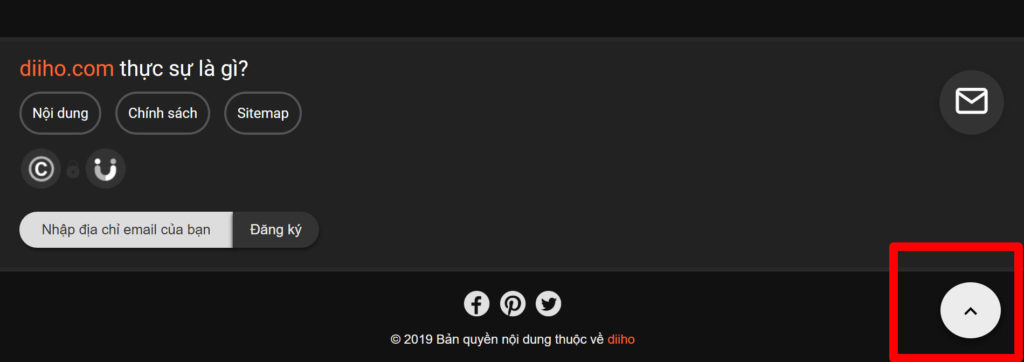 diiho.com thực sự là gì?
Nội dung Chính sách Sitemap
©
Nhập địa chỉ email của bạn Đăng ký
© 2019 Bản quyền nội dung thuộc về diiho